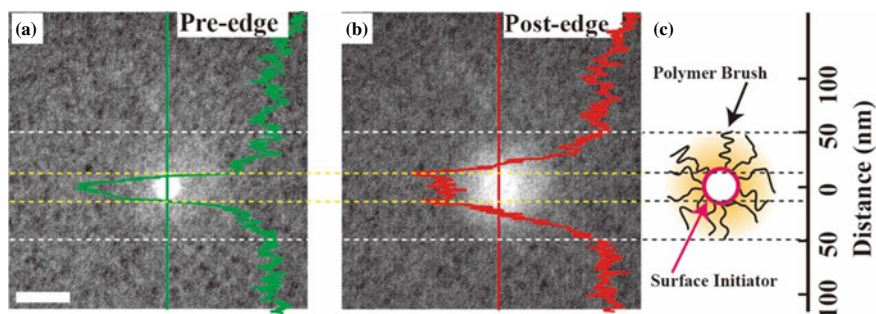 (a)
Pre-edge
(b)
Post-edge
(c)
Polymer Brush
Surface Initiator
100
50
0
50
100
Distance (nm)